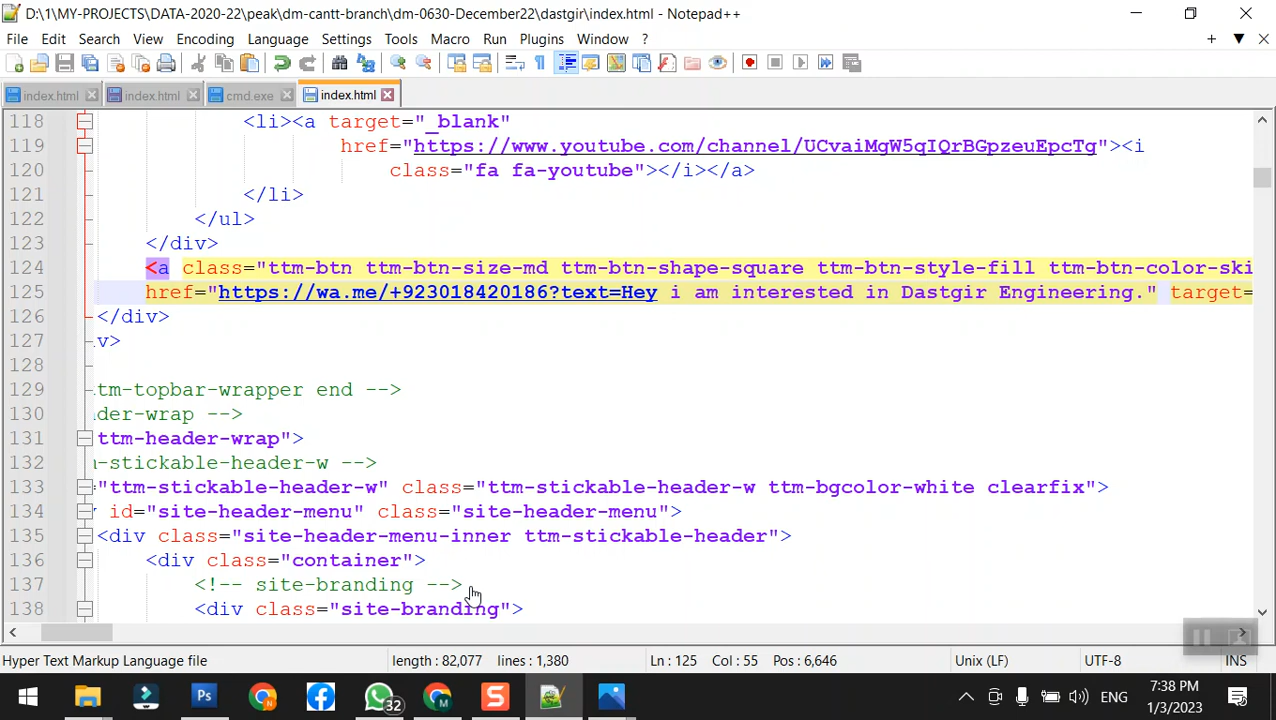 D:\1\MY-PROJECTS\DATA-2020-22\peak\dm-cantt-branch\dm-0630-December22\dastgir\index.html - Notepad++
File Edit Search View Encoding Language Settings Tools Macro Run Plugins Window ? + ▼ X
index.html index.html cmd.exe index.html
118 <li><a target="_blank"
119 href="https://www.youtube.com/channel/UCvaiMgW5qIQrBGpzeuEpcTg"><i
120 class="fa fa-youtube"></i></a>
121 </li>
122 </ul>
123 </div>
124 <a class="ttm-btn ttm-btn-size-md ttm-btn-shape-square ttm-btn-style-fill ttm-btn-color-ski
125 href="https://wa.me/+923018420186?text=Hey i am interested in Dastgir Engineering." target=
126 </div>
127 iv>
128
129 tm-topbar-wrapper end -->
130 der-wrap -->
131 ttm-header-wrap">
132 m-stickable-header-w -->
133 ="ttm-stickable-header-w" class="ttm-stickable-header-w ttm-bgcolor-white clearfix">
134 id="site-header-menu" class="site-header-menu">
135 <div class="site-header-menu-inner ttm-stickable-header">
136 <div class="container">
137 <!-- site-branding -->
138 <div class="site-branding">
Hyper Text Markup Language file length : 82,077 lines : 1,380 Ln : 125 Col : 55 Pos : 6,646 Unix (LF) UTF-8 INS
32 ENG 7:38 PM
1/3/2023